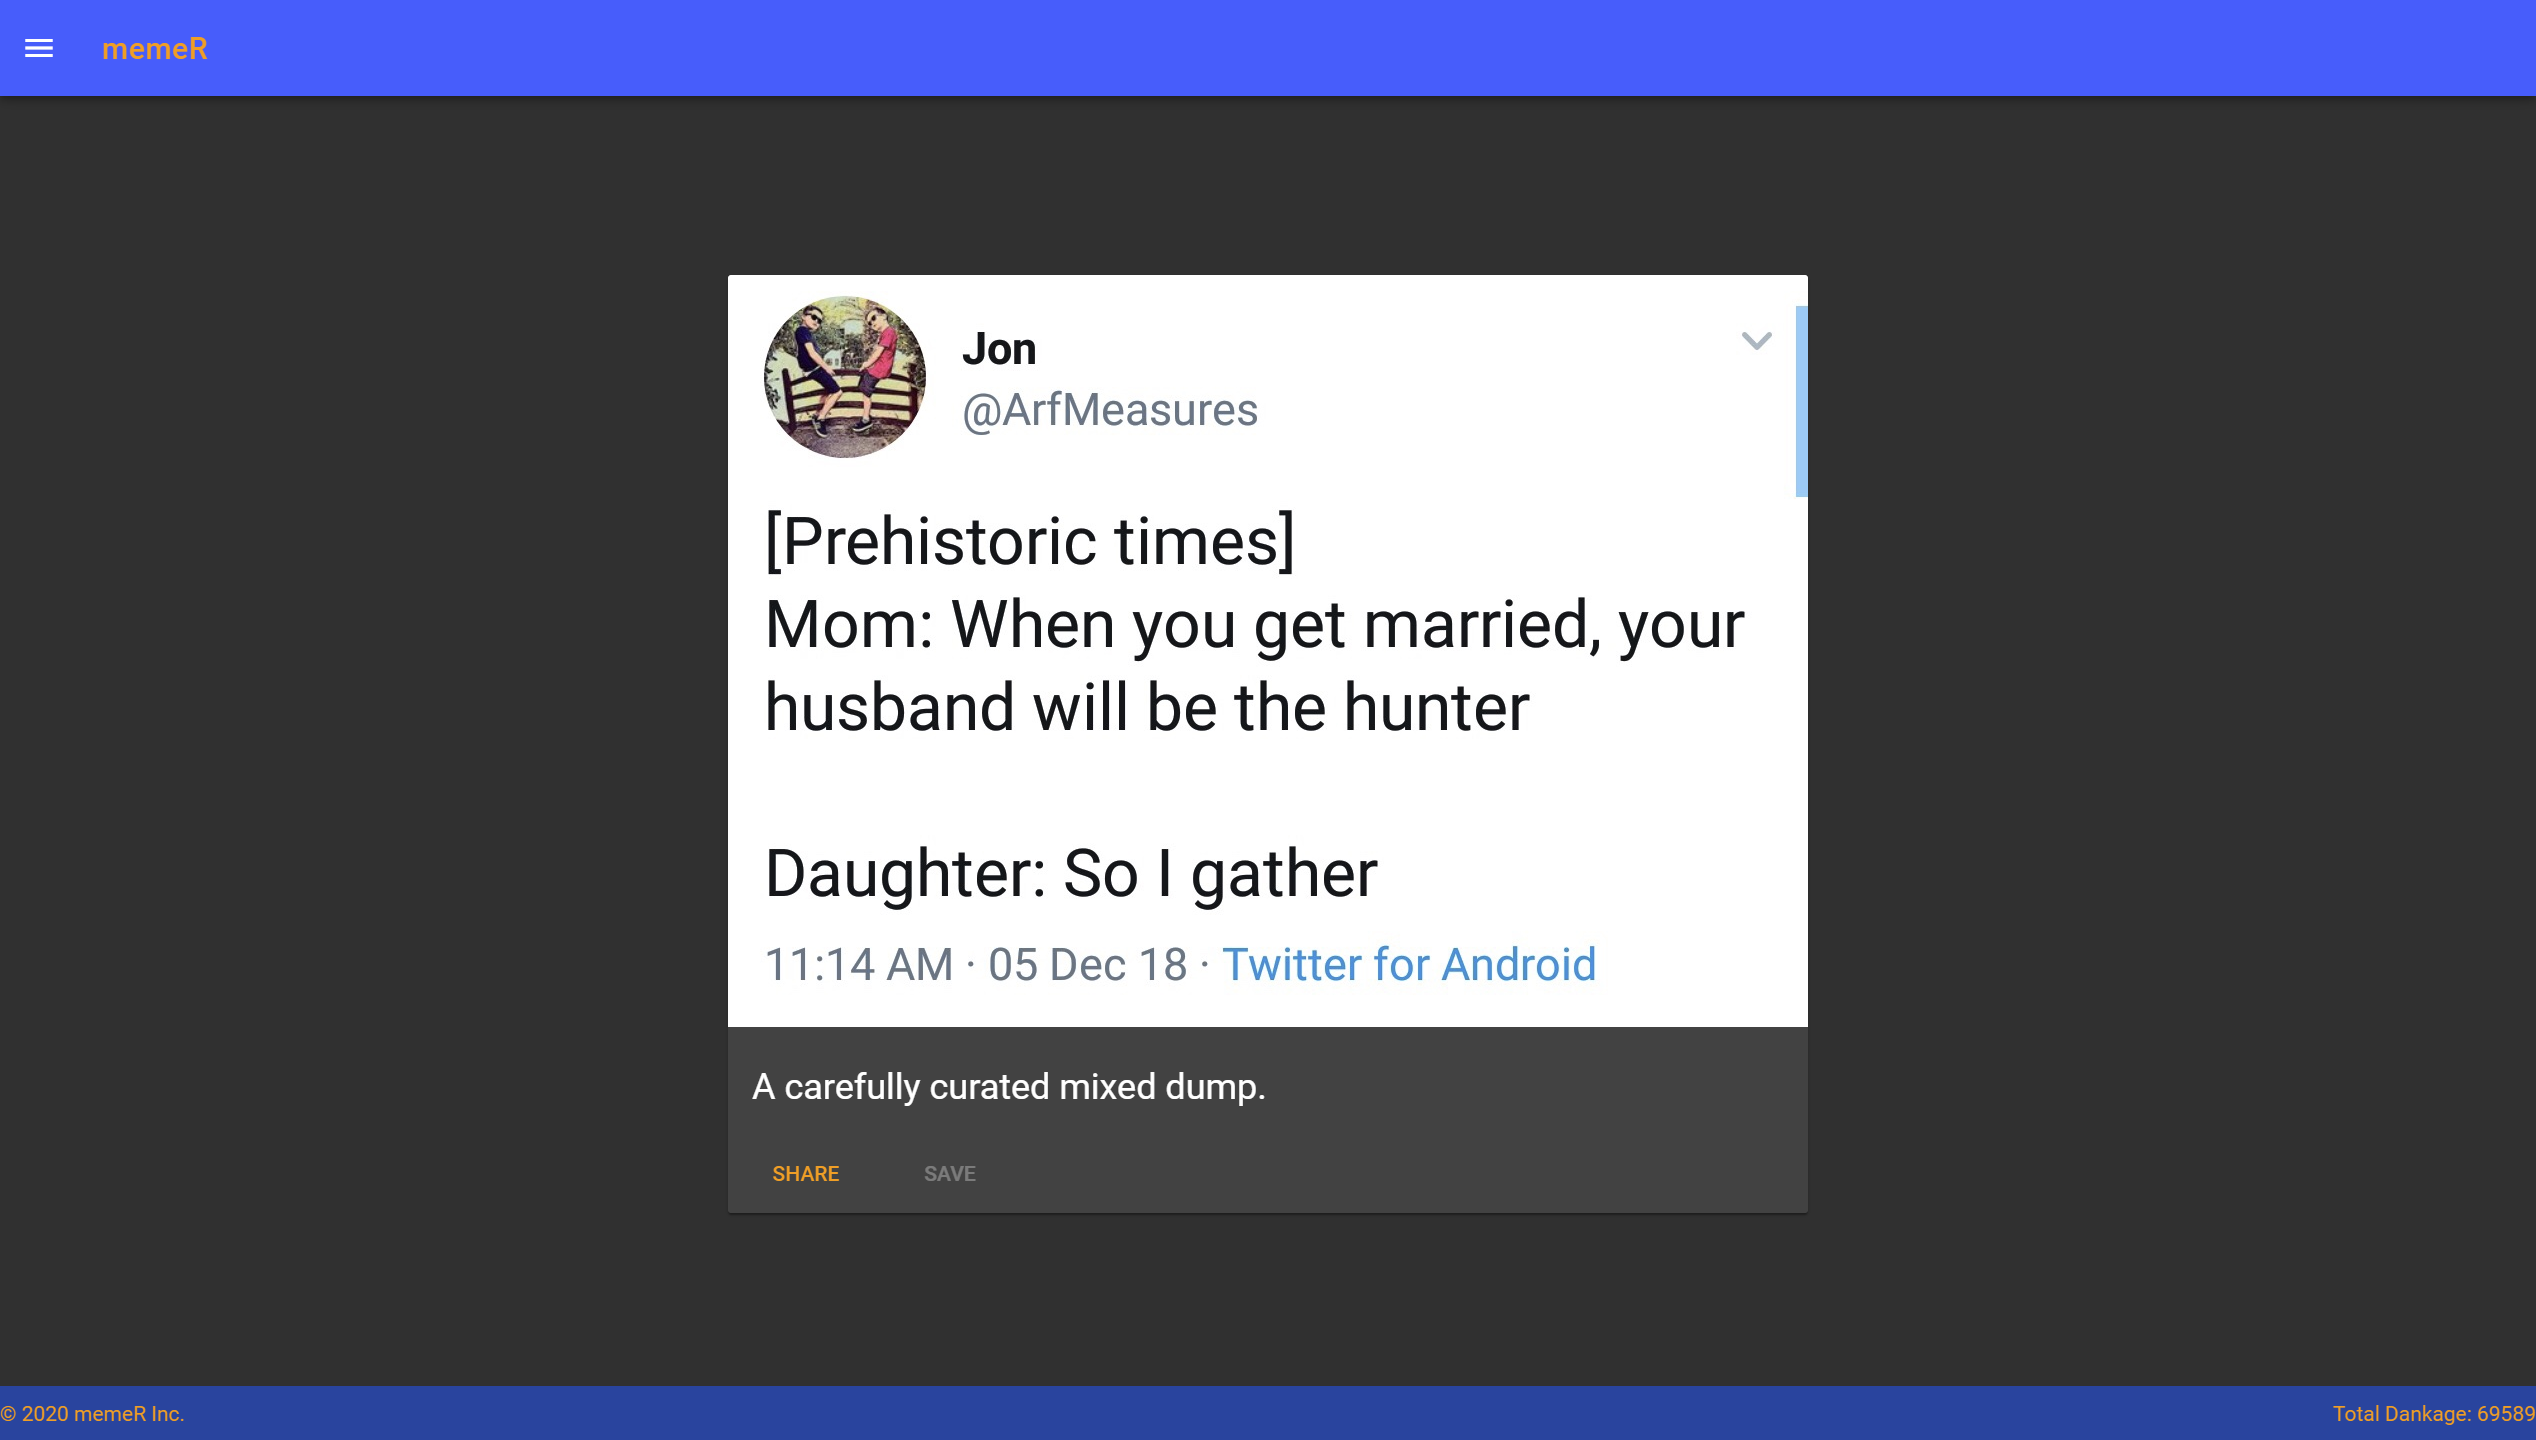 memeR
Jon
@ArfMeasures
[Prehistoric times]
Mom: When you get married, your
husband will be the hunter
Daughter: So I gather
11:14 AM · 05 Dec 18 · Twitter for Android
A carefully curated mixed dump.
SHARE SAVE
© 2020 memeR Inc. Total Dankage: 69589